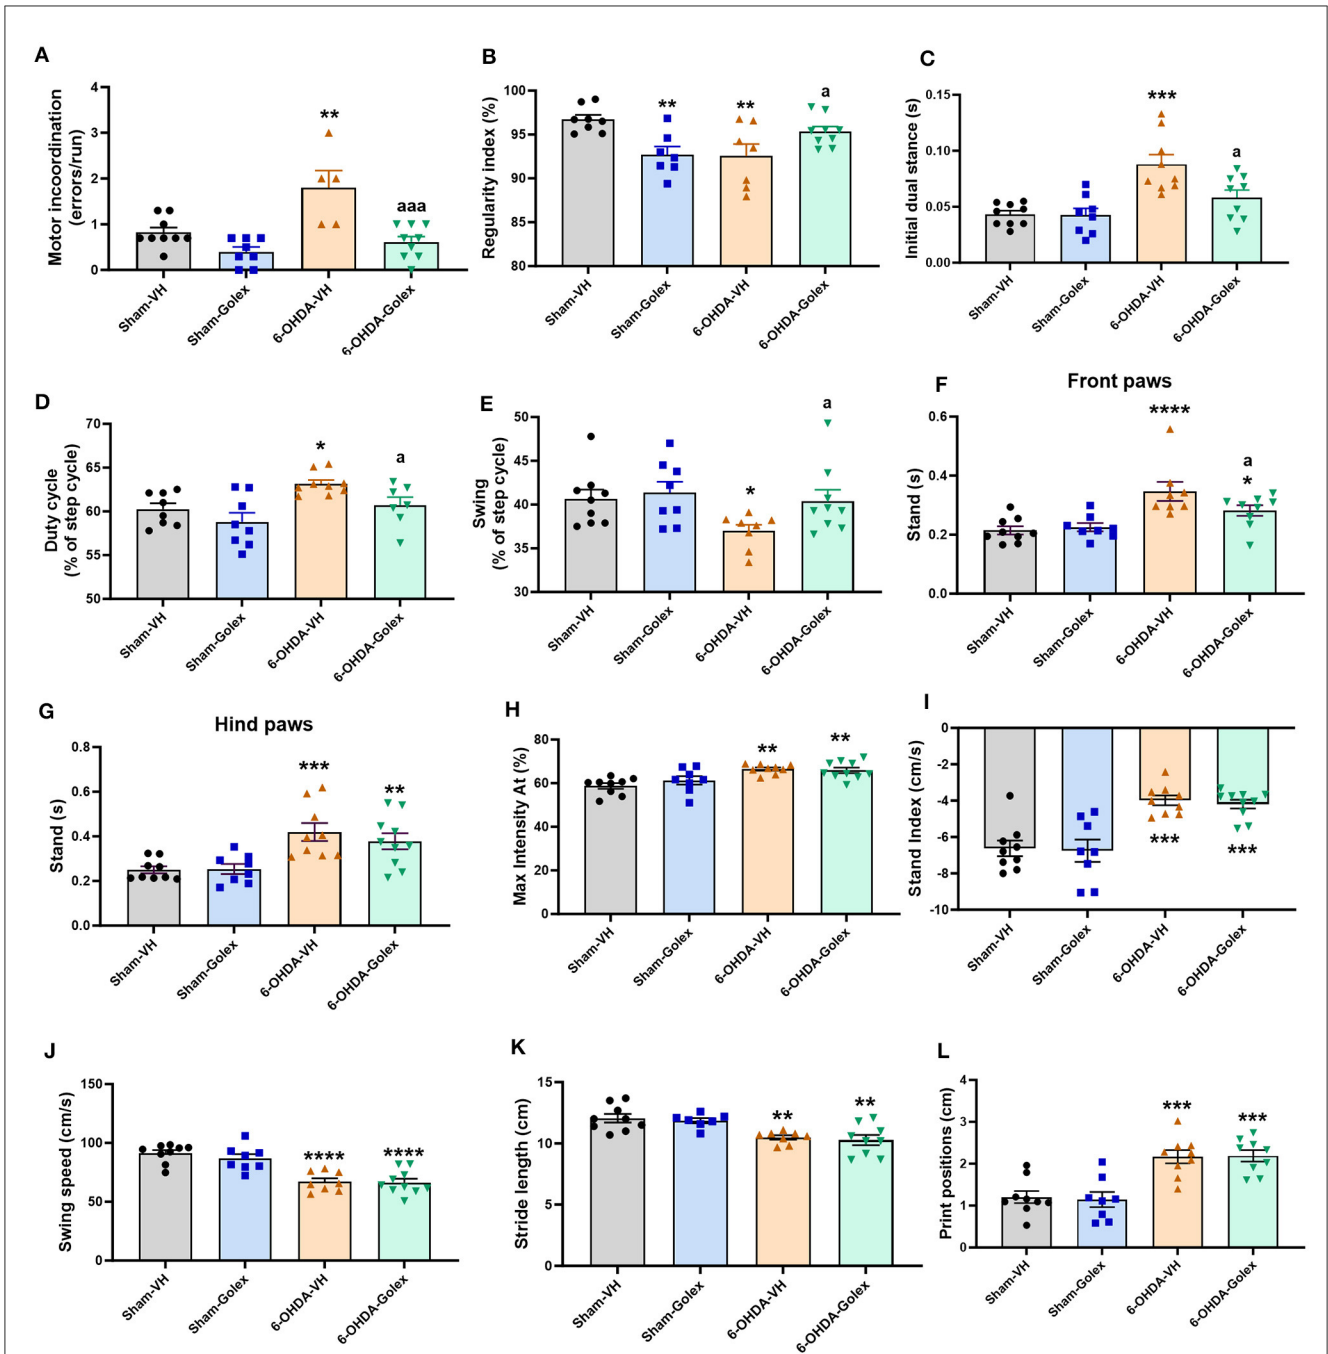 A
Motor incoordination
(errors/run)
4
3
2
1
0
**
aaa
Sham-VH
Sham-Golex
6-OHDA-VH
6-OHDA-Golex
B
Regularity index (%)
100
95
90
85
80
**
**
a
Sham-VH
Sham-Golex
6-OHDA-VH
6-OHDA-Golex
C
Initial dual stance (s)
0.15
0.10
0.05
0.00
***
a
Sham-VH
Sham-Golex
6-OHDA-VH
6-OHDA-Golex
D
Duty cycle
(% of step cycle)
70
65
60
55
50
*
a
Sham-VH
Sham-Golex
6-OHDA-VH
6-OHDA-Golex
E
Swing
(% of step cycle)
50
45
40
35
30
*
a
Sham-VH
Sham-Golex
6-OHDA-VH
6-OHDA-Golex
F
Front paws
Stand (s)
0.6
0.4
0.2
0.0
****
a
*
Sham-VH
Sham-Golex
6-OHDA-VH
6-OHDA-Golex
G
Hind paws
Stand (s)
0.8
0.6
0.4
0.2
0.0
***
**
Sham-VH
Sham-Golex
6-OHDA-VH
6-OHDA-Golex
H
Max Intensity At (%)
80
60
40
20
0
**
**
Sham-VH
Sham-Golex
6-OHDA-VH
6-OHDA-Golex
I
Stand Index (cm/s)
0
-2
-4
-6
-8
-10
***
***
Sham-VH
Sham-Golex
6-OHDA-VH
6-OHDA-Golex
J
Swing speed (cm/s)
150
100
50
0
****
****
Sham-VH
Sham-Golex
6-OHDA-VH
6-OHDA-Golex
K
Stride length (cm)
15
10
5
0
**
**
Sham-VH
Sham-Golex
6-OHDA-VH
6-OHDA-Golex
L
Print positions (cm)
4
3
2
1
0
***
***
Sham-VH
Sham-Golex
6-OHDA-VH
6-OHDA-Golex